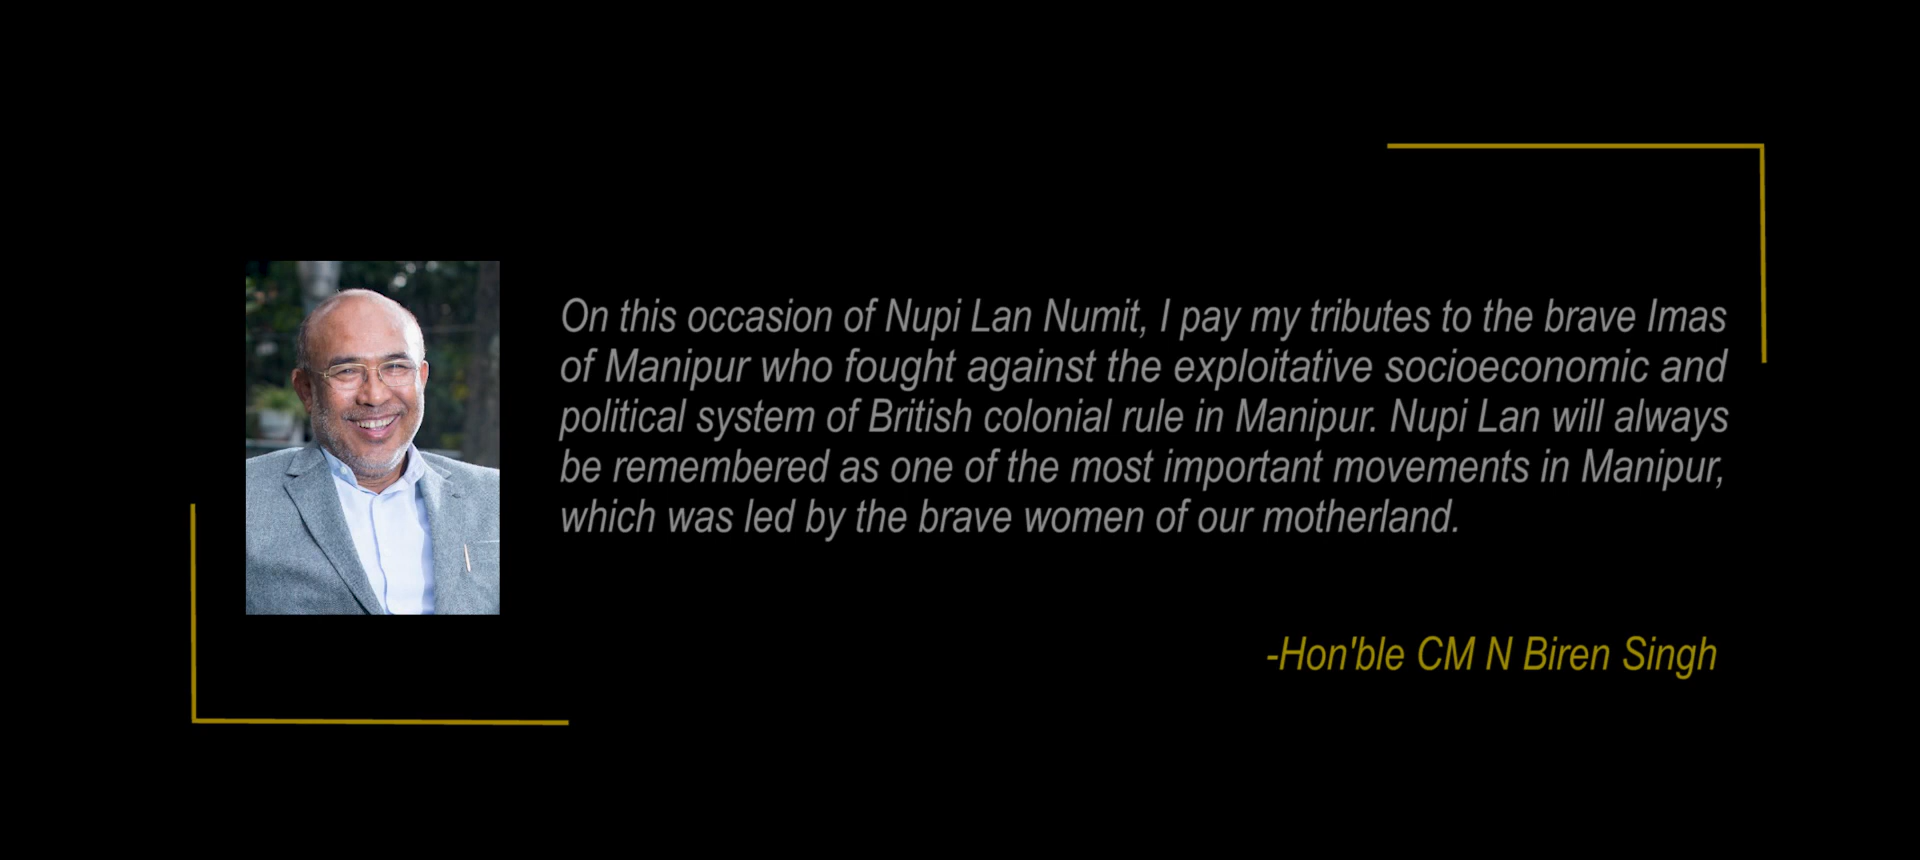 On this occasion of Nupi Lan Numit, I pay my tributes to the brave Imas
of Manipur who fought against the exploitative socioeconomic and
political system of British colonial rule in Manipur. Nupi Lan will always
be remembered as one of the most important movements in Manipur,
which was led by the brave women of our motherland.
-Hon'ble CM N Biren Singh